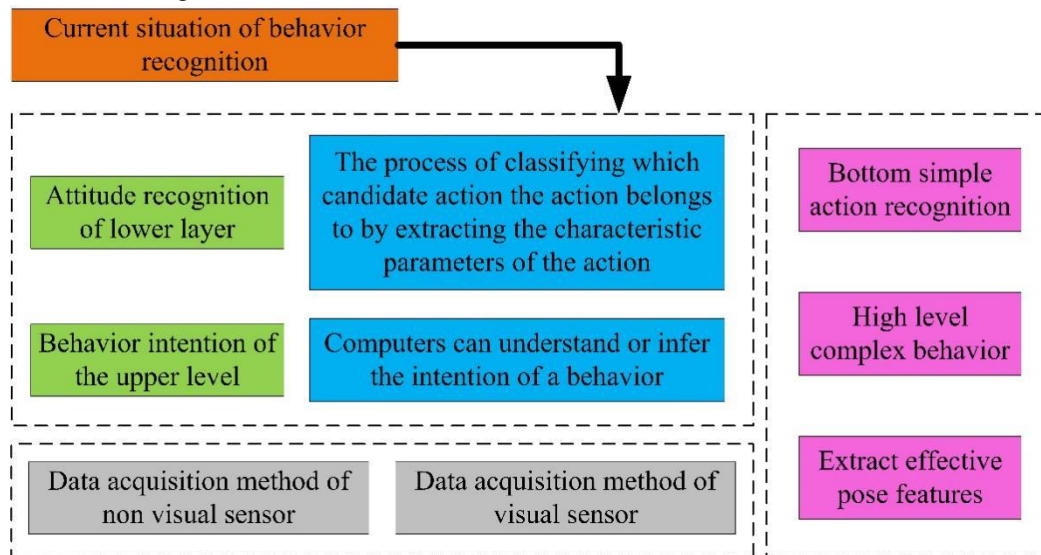 Current situation of behavior
recognition
Attitude recognition
of lower layer
The process of classifying which
candidate action the action belongs
to by extracting the characteristic
parameters of the action
Behavior intention of
the upper level
Computers can understand or infer
the intention of a behavior
Data acquisition method of
non visual sensor
Data acquisition method of
visual sensor
Bottom simple
action recognition
High level
complex behavior
Extract effective
pose features